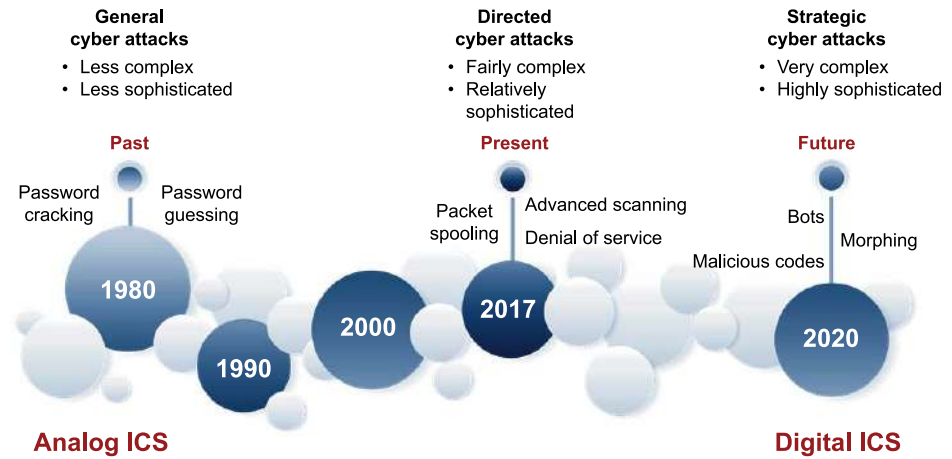 General
cyber attacks
• Less complex
• Less sophisticated
Directed
cyber attacks
• Fairly complex
• Relatively
sophisticated
Strategic
cyber attacks
• Very complex
• Highly sophisticated
Past
Present
Future
Password
cracking
Password
guessing
Packet
spooling
Advanced scanning
Denial of service
Bots
Morphing
Malicious codes
1980
1990
2000
2017
2020
Analog ICS
Digital ICS